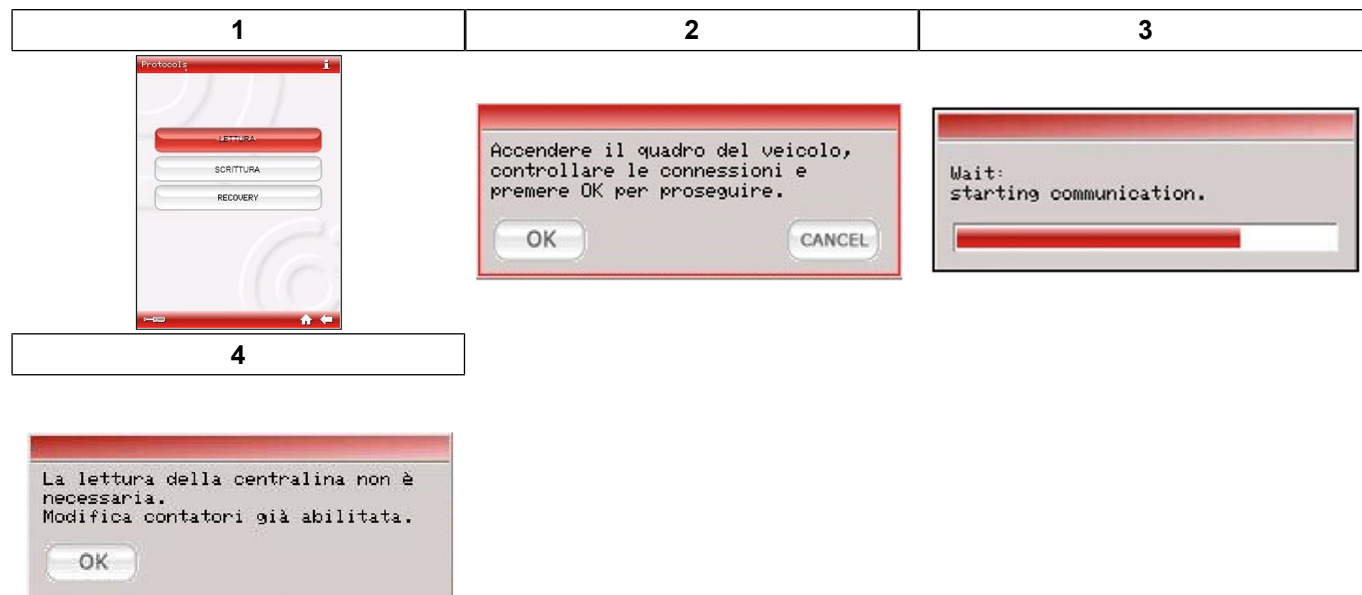 1
2
3
Protocols
i
LETTURA
SCRITTURA
RECOVERY
Accendere il quadro del veicolo,
controllare le connessioni e
premere OK per proseguire.
OK
CANCEL
Wait:
starting communication.
4
La lettura della centralina non è
necessaria.
Modifica contatori già abilitata.
OK